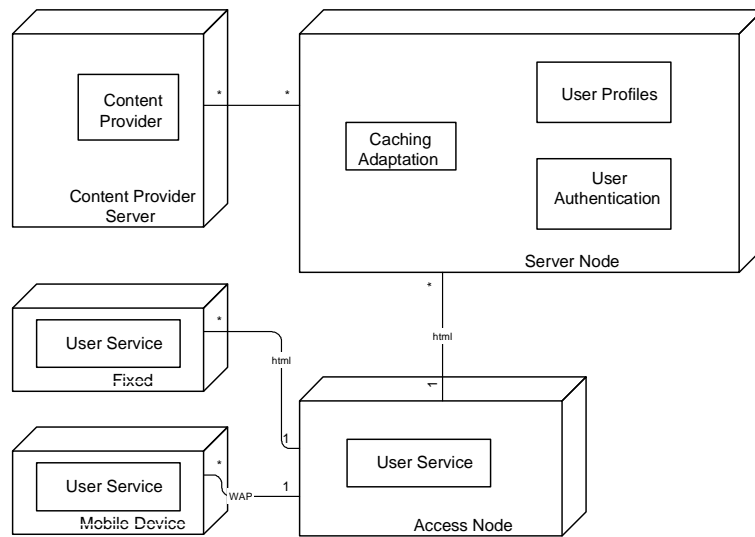 Content
Provider
*
*
Content Provider
Server
Caching
Adaptation
User Profiles
User
Authentication
Server Node
*
html
1
User Service
*
Fixed
html
1
User Service
*
Mobile Device
WAP
1
User Service
Access Node